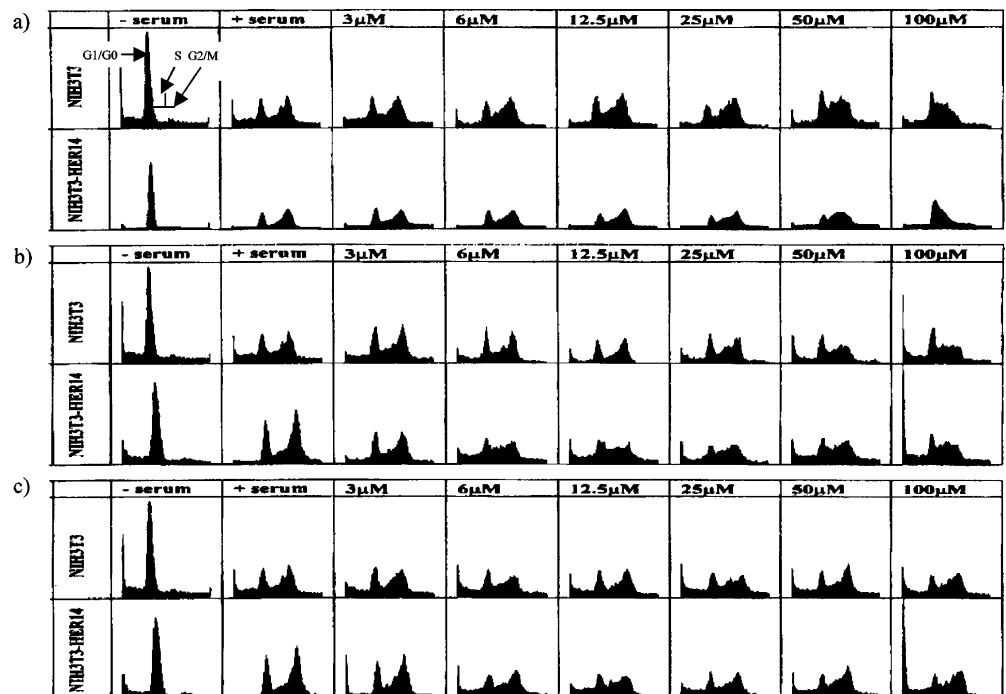 a)
- serum + serum 3µM 6µM 12.5µM 25µM 50µM 100µM
G1/G0 S G2/M
NIH3T3
NIH3T3-HER14
b)
- serum + serum 3µM 6µM 12.5µM 25µM 50µM 100µM
NIH3T3
NIH3T3-HER14
c)
- serum + serum 3µM 6µM 12.5µM 25µM 50µM 100µM
NIH3T3
NIH3T3-HER14